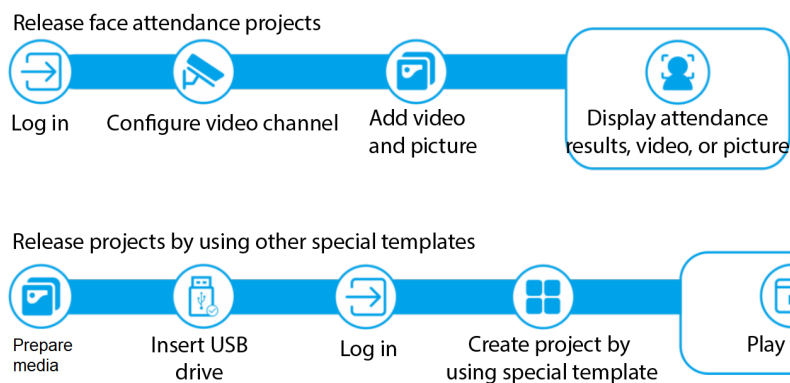 Release face attendance projects
Log in
Configure video channel
Add video
and picture
Display attendance
results, video, or picture
Release projects by using other special templates
Prepare
media
Insert USB
drive
Log in
Create project by
using special template
Play